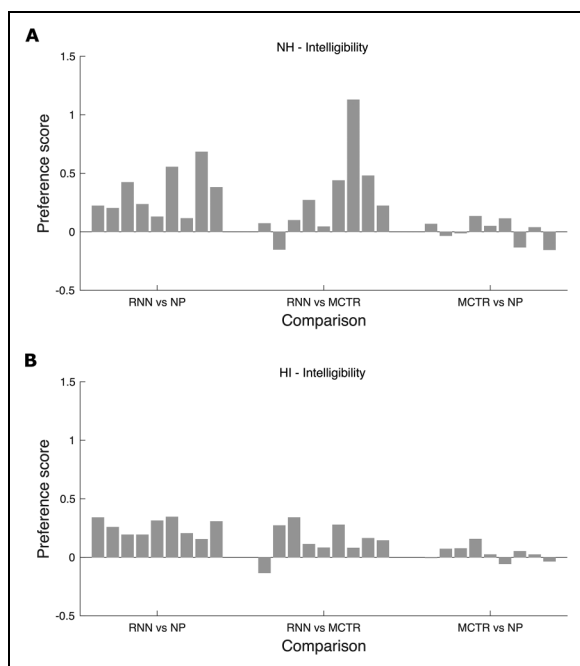 A
NH - Intelligibility
1.5
1
0.5
0
-0.5
Preference score
RNN vs NP
RNN vs MCTR
MCTR vs NP
Comparison
B
HI - Intelligibility
1.5
1
0.5
0
-0.5
Preference score
RNN vs NP
RNN vs MCTR
MCTR vs NP
Comparison